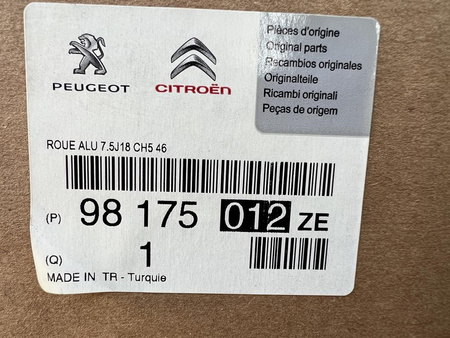 PEUGEOT
CITROËN
Pièces d'origine
Original parts
Recambios originales
Originalteile
Ricambi originali
Peças de origem
ROUE ALU 7.5J18 CH5 46
(P) 98 175 012 ZE
(Q) 1
MADE IN TR - Turquie